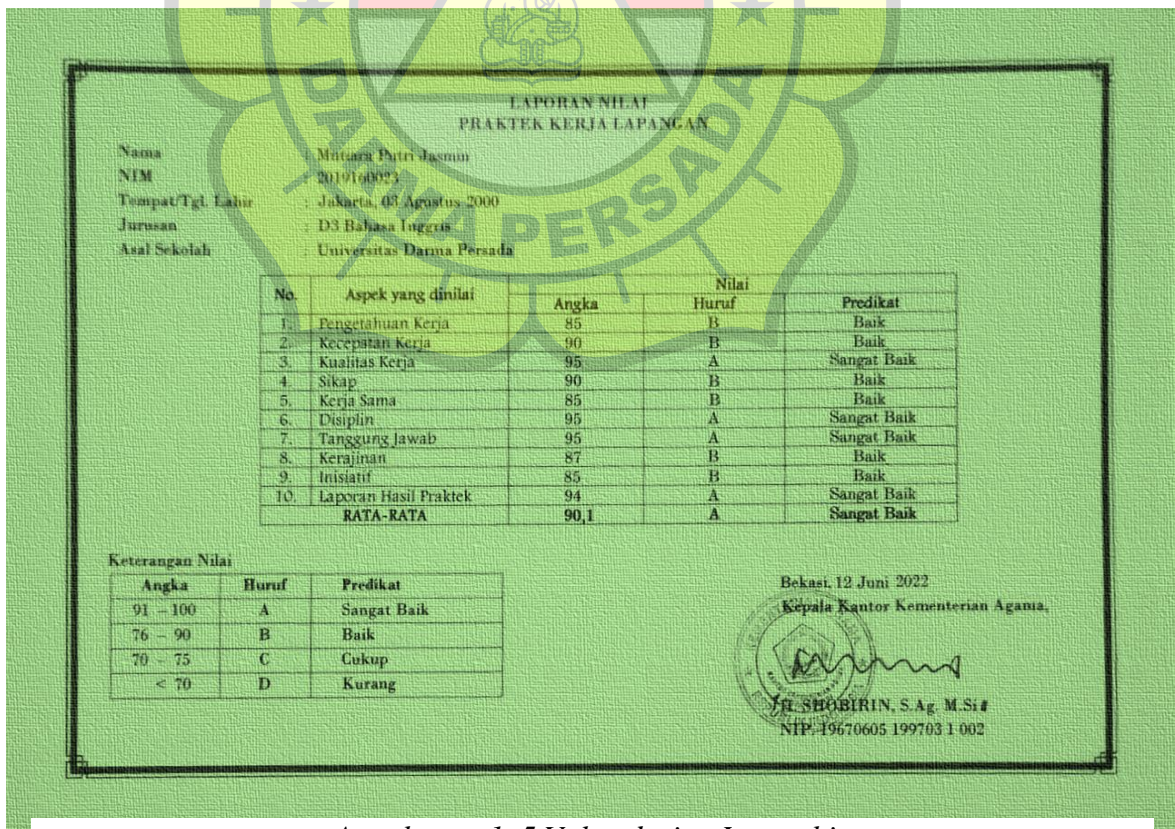 DARMA PERSADA
LAPORAN NILAI
PRAKTEK KERJA LAPANGAN
Nama : Mutiara Putri Jasmin
NIM : 2019160023
Tempat/Tgl. Lahir : Jakarta, 03 Agustus 2000
Jurusan : D3 Bahasa Inggris
Asal Sekolah : Universitas Darma Persada
No. Aspek yang dinilai Nilai
Angka Huruf Predikat
1. Pengetahuan Kerja 85 B Baik
2. Kecepatan Kerja 90 B Baik
3. Kualitas Kerja 95 A Sangat Baik
4. Sikap 90 B Baik
5. Kerja Sama 85 B Baik
6. Disiplin 95 A Sangat Baik
7. Tanggung Jawab 95 A Sangat Baik
8. Kerajinan 87 B Baik
9. Inisiatif 85 B Baik
10. Laporan Hasil Praktek 94 A Sangat Baik
RATA-RATA 90,1 A Sangat Baik
Keterangan Nilai
Angka Huruf Predikat
91 – 100 A Sangat Baik
76 – 90 B Baik
70 – 75 C Cukup
< 70 D Kurang
Bekasi, 12 Juni 2022
Kepala Kantor Kementerian Agama,
H. SHOBIRIN, S.Ag. M.Si
NIP. 19670605 199703 1 002